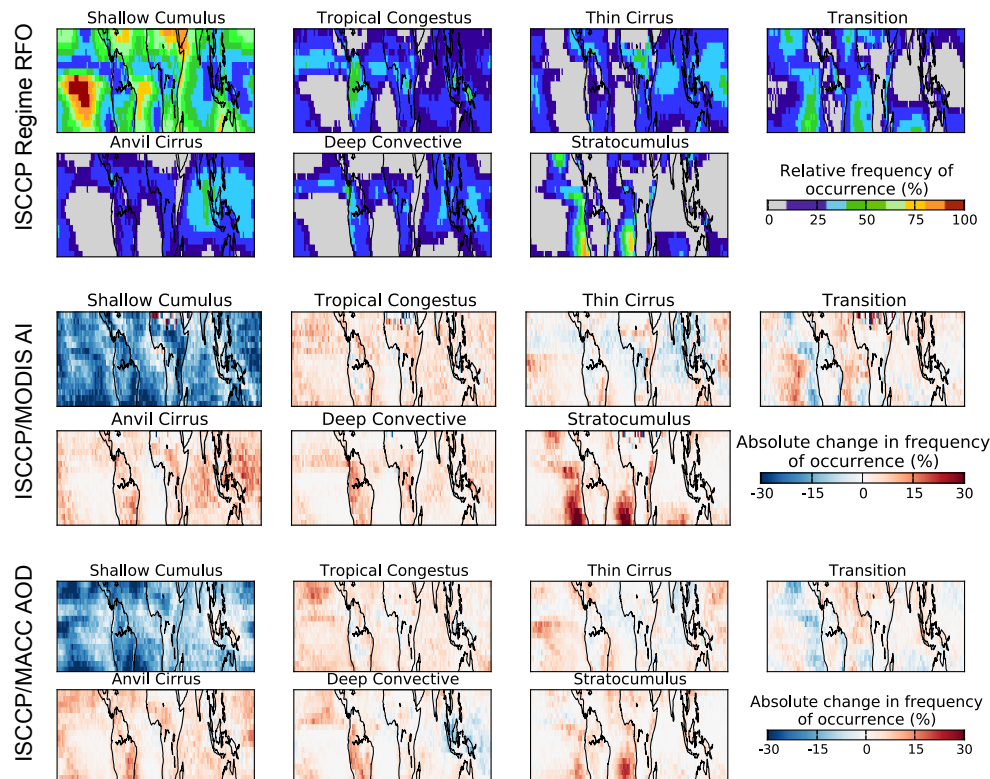 ISCCP Regime RFO
Shallow Cumulus
Tropical Congestus
Thin Cirrus
Transition
Anvil Cirrus
Deep Convective
Stratocumulus
Relative frequency of
occurrence (%)
0 25 50 75 100
ISCCP/MODIS AI
Shallow Cumulus
Tropical Congestus
Thin Cirrus
Transition
Anvil Cirrus
Deep Convective
Stratocumulus
Absolute change in frequency
of occurrence (%)
-30 -15 0 15 30
ISCCP/MACC AOD
Shallow Cumulus
Tropical Congestus
Thin Cirrus
Transition
Anvil Cirrus
Deep Convective
Stratocumulus
Absolute change in frequency
of occurrence (%)
-30 -15 0 15 30